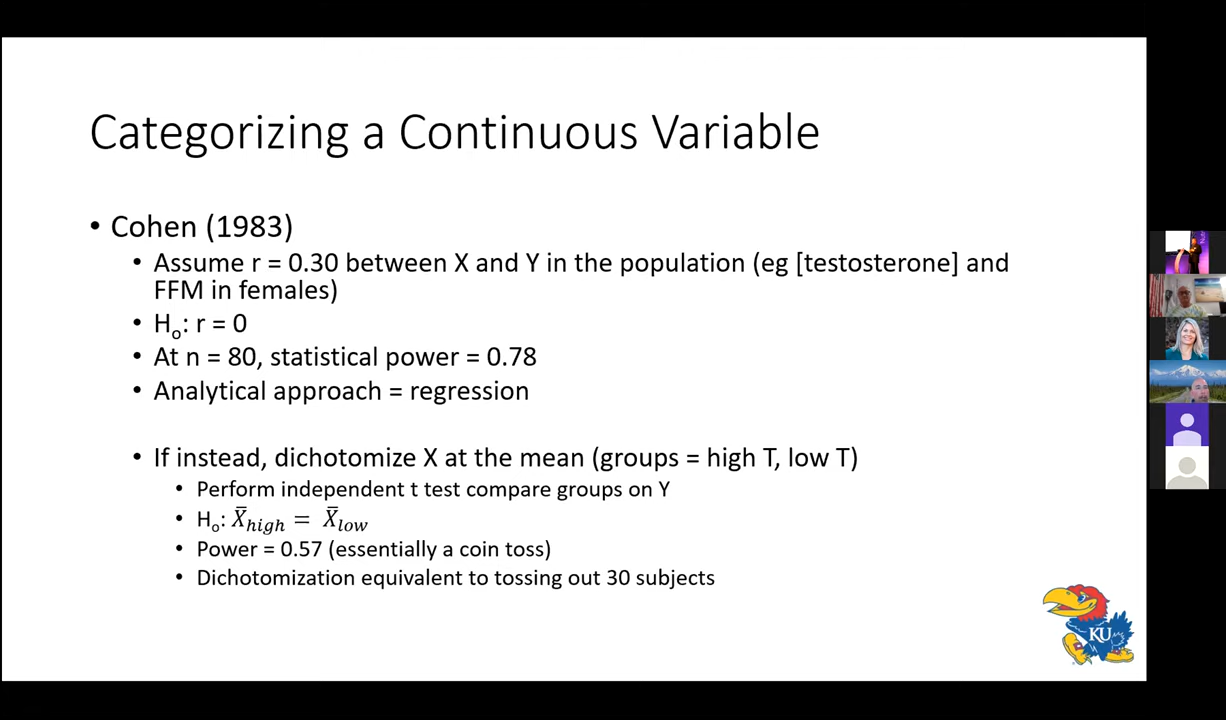 Categorizing a Continuous Variable
• Cohen (1983)
• Assume r = 0.30 between X and Y in the population (eg [testosterone] and
FFM in females)
• Hₒ: r = 0
• At n = 80, statistical power = 0.78
• Analytical approach = regression
• If instead, dichotomize X at the mean (groups = high T, low T)
• Perform independent t test compare groups on Y
• Hₒ: X̄high = X̄low
• Power = 0.57 (essentially a coin toss)
• Dichotomization equivalent to tossing out 30 subjects
KU